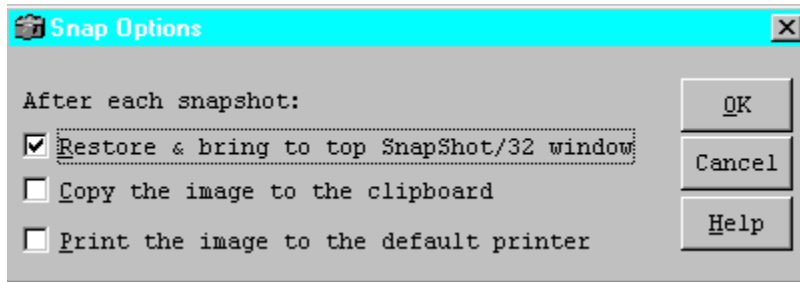 Snap Options
After each snapshot:
Restore & bring to top SnapShot/32 window
Copy the image to the clipboard
Print the image to the default printer
OK
Cancel
Help